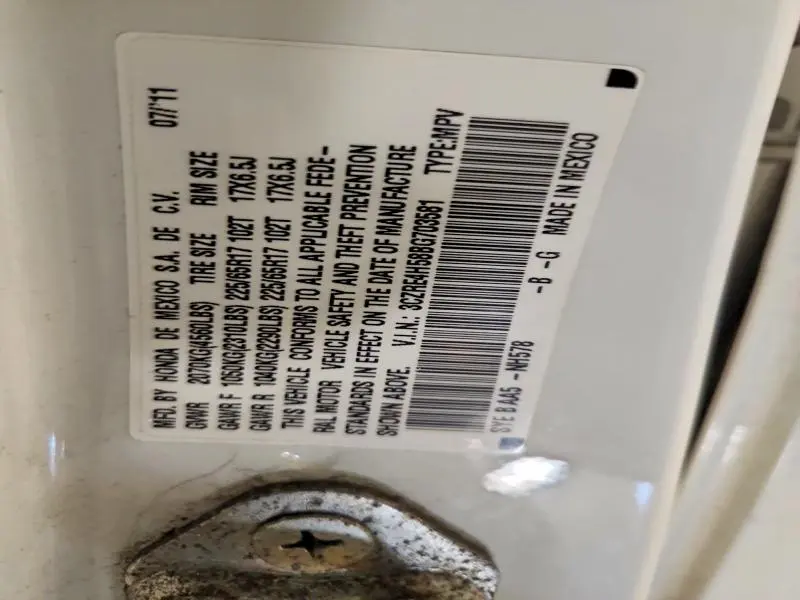 MFD. BY HONDA DE MEXICO S.A. DE C.V. 07/'11
GVWR 2070KG(4560LBS) TIRE SIZE RIM SIZE
GAWR F 1050KG(2310LBS) 225/65R17 102T 17X6.5J
GAWR R 1040KG(2290LBS) 225/65R17 102T 17X6.5J
THIS VEHICLE CONFORMS TO ALL APPLICABLE FEDE-
RAL MOTOR VEHICLE SAFETY AND THEFT PREVENTION
STANDARDS IN EFFECT ON THE DATE OF MANUFACTURE
SHOWN ABOVE. V.I.N.: 3CZRE4H58BG703581 TYPE:MPV
SYE B AA5 -NH578 -B -G MADE IN MEXICO